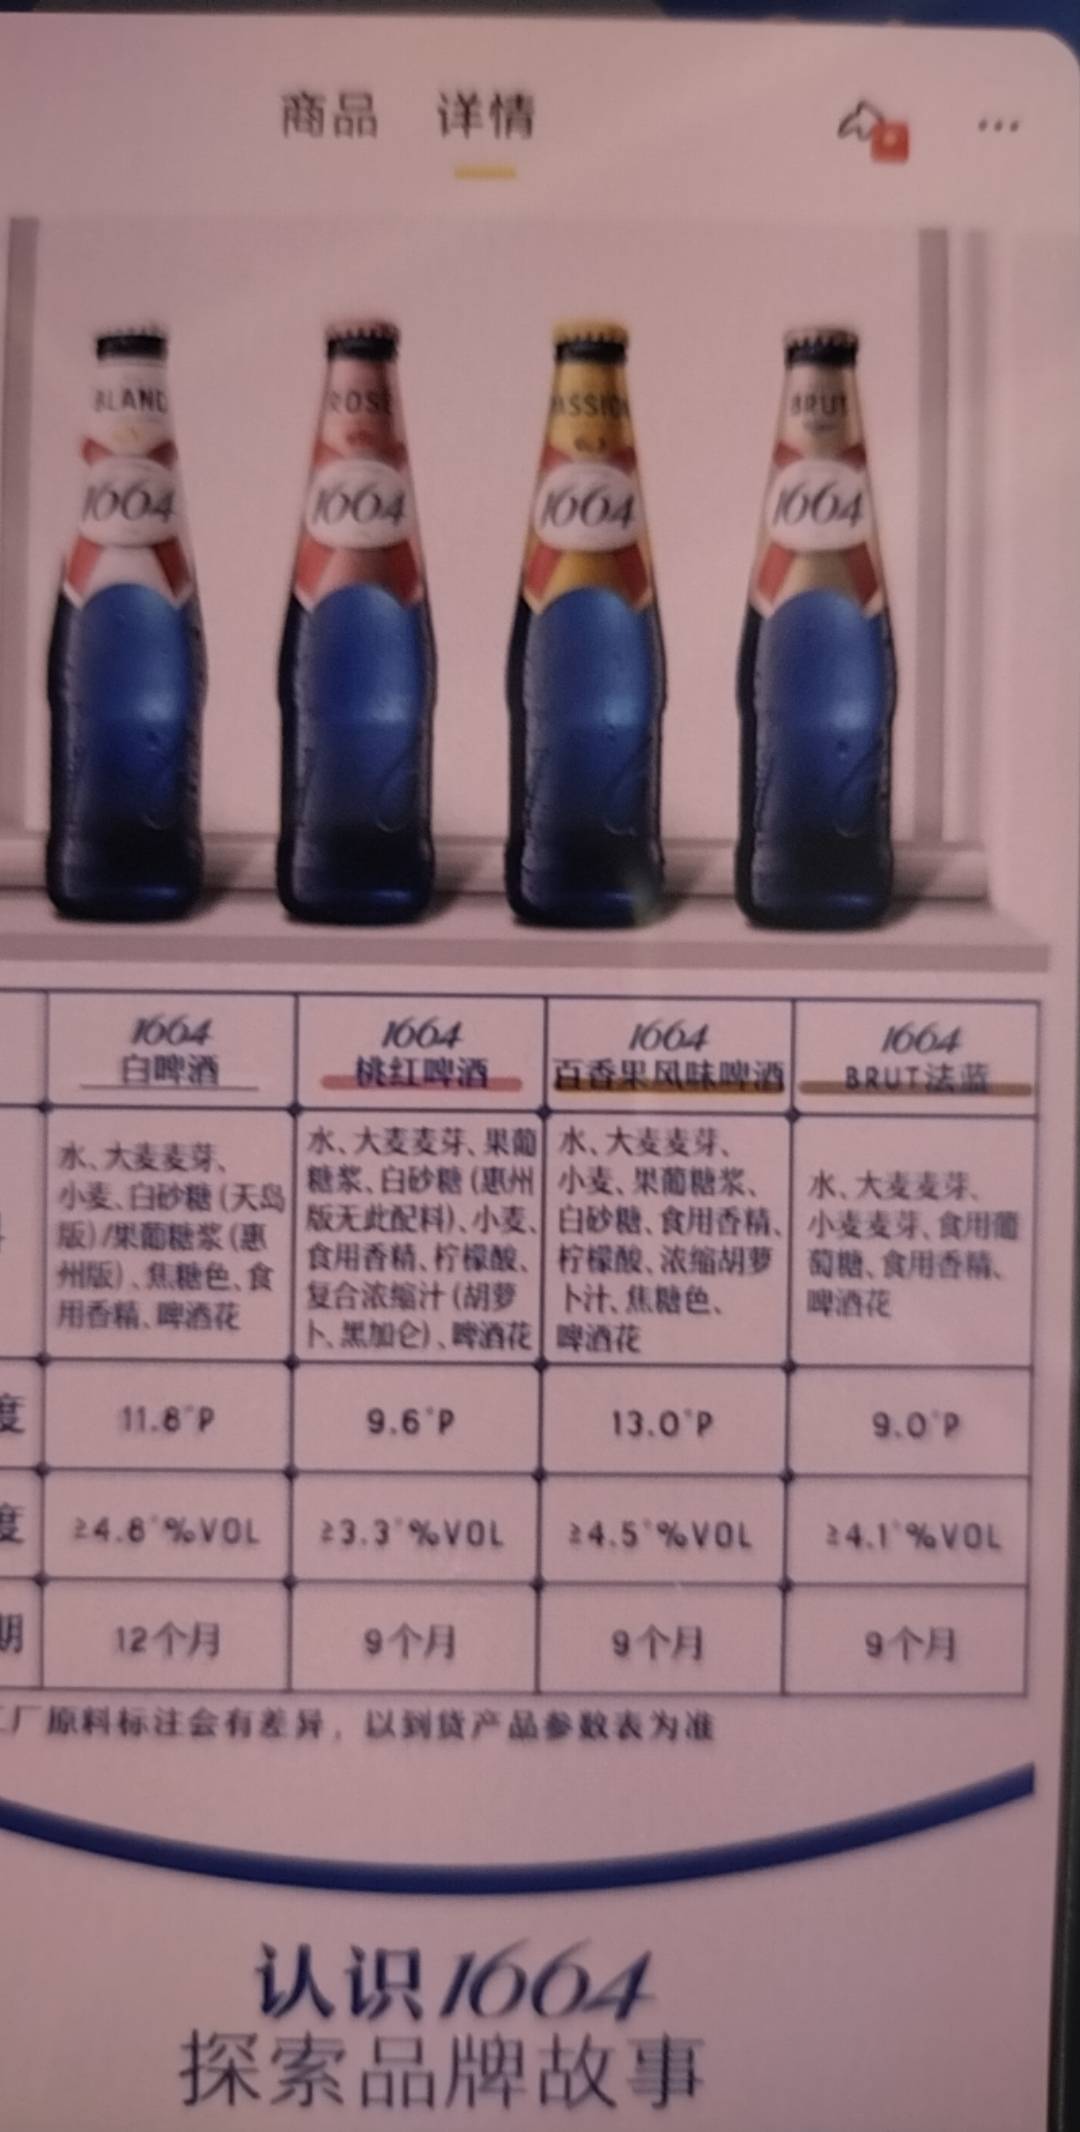 商品 详情
BLANC ROSE PASSION BRUT
1664 1664 1664 1664
1664 1664 1664 1664
白啤酒 桃红啤酒 百香果风味啤酒 BRUT法蓝
水、大麦麦芽、
小麦、白砂糖(天岛
版)/果葡糖浆(惠
州版)、焦糖色、食
用香精、啤酒花
水、大麦麦芽、果葡
糖浆、白砂糖(惠州
版无此配料)、小麦、
食用香精、柠檬酸、
复合浓缩汁(胡萝
卜、黑加仑)、啤酒花
水、大麦麦芽、
小麦、果葡糖浆、
白砂糖、食用香精、
柠檬酸、浓缩胡萝
卜汁、焦糖色、
啤酒花
水、大麦麦芽、
小麦麦芽、食用葡
萄糖、食用香精、
啤酒花
度 11.8°P 9.6°P 13.0°P 9.0°P
度 ≥4.8°%VOL ≥3.3°%VOL ≥4.5°%VOL ≥4.1°%VOL
期 12个月 9个月 9个月 9个月
厂原料标注会有差异，以到货产品参数表为准
认识1664
探索品牌故事